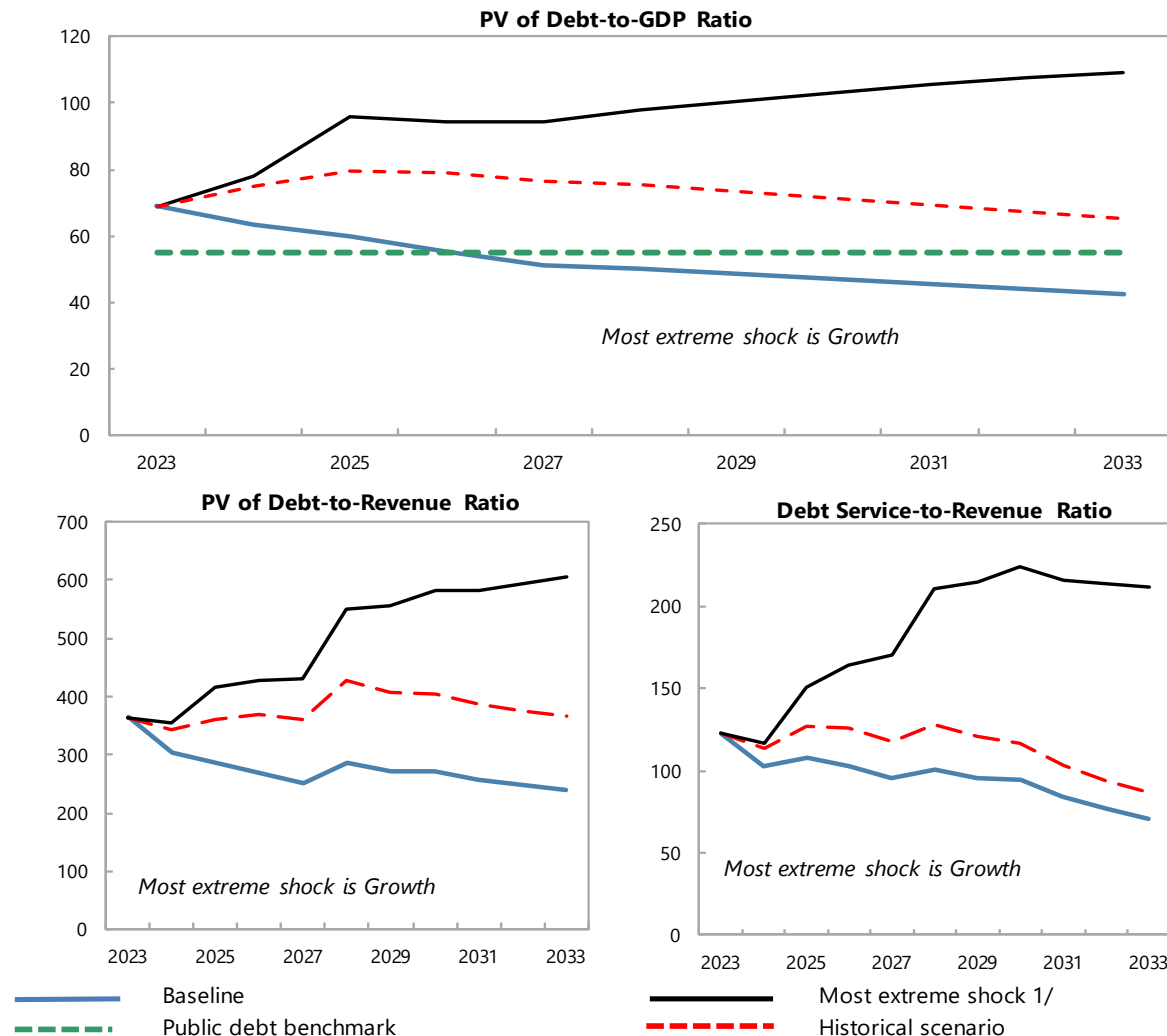 PV of Debt-to-GDP Ratio
120
100
80
60
40
20
0
Most extreme shock is Growth
2023 2025 2027 2029 2031 2033
PV of Debt-to-Revenue Ratio
700
600
500
400
300
200
100
0
Most extreme shock is Growth
2023 2025 2027 2029 2031 2033
Debt Service-to-Revenue Ratio
250
200
150
100
50
0
Most extreme shock is Growth
2023 2025 2027 2029 2031 2033
Baseline
Most extreme shock 1/
Public debt benchmark
Historical scenario